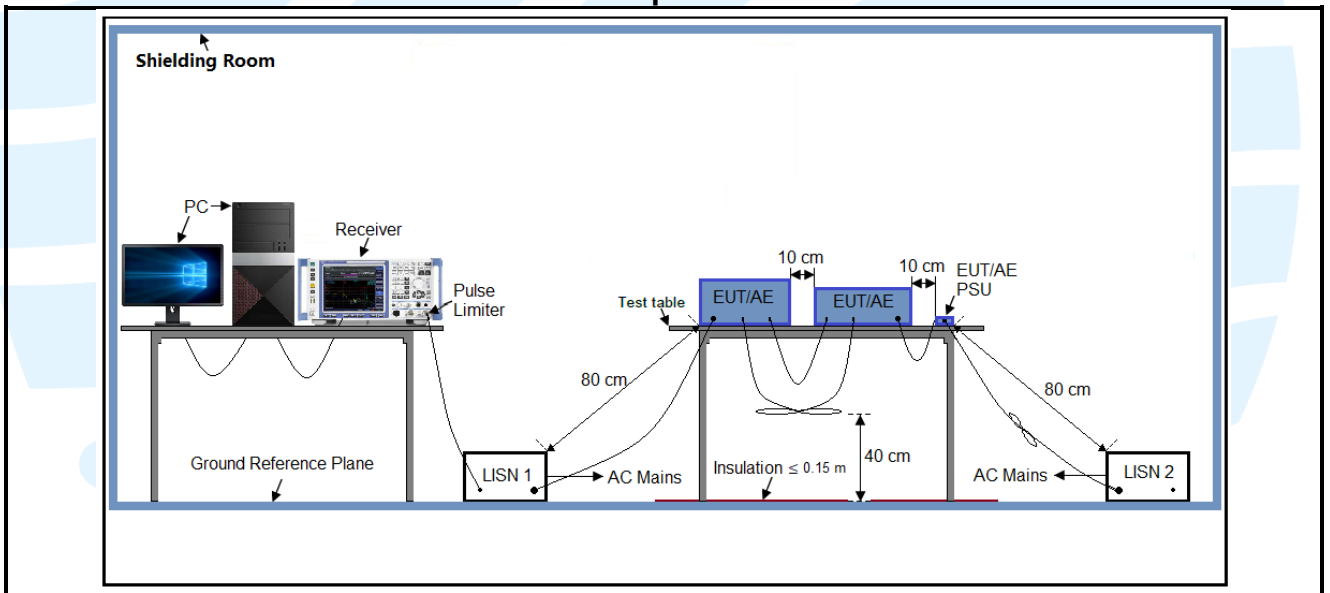 Shielding Room
PC
Receiver
Pulse
Limiter
10 cm
10 cm
EUT/AE
PSU
EUT/AE
EUT/AE
Test table
80 cm
80 cm
40 cm
Ground Reference Plane
LISN 1
AC Mains
Insulation ≤ 0.15 m
AC Mains
LISN 2